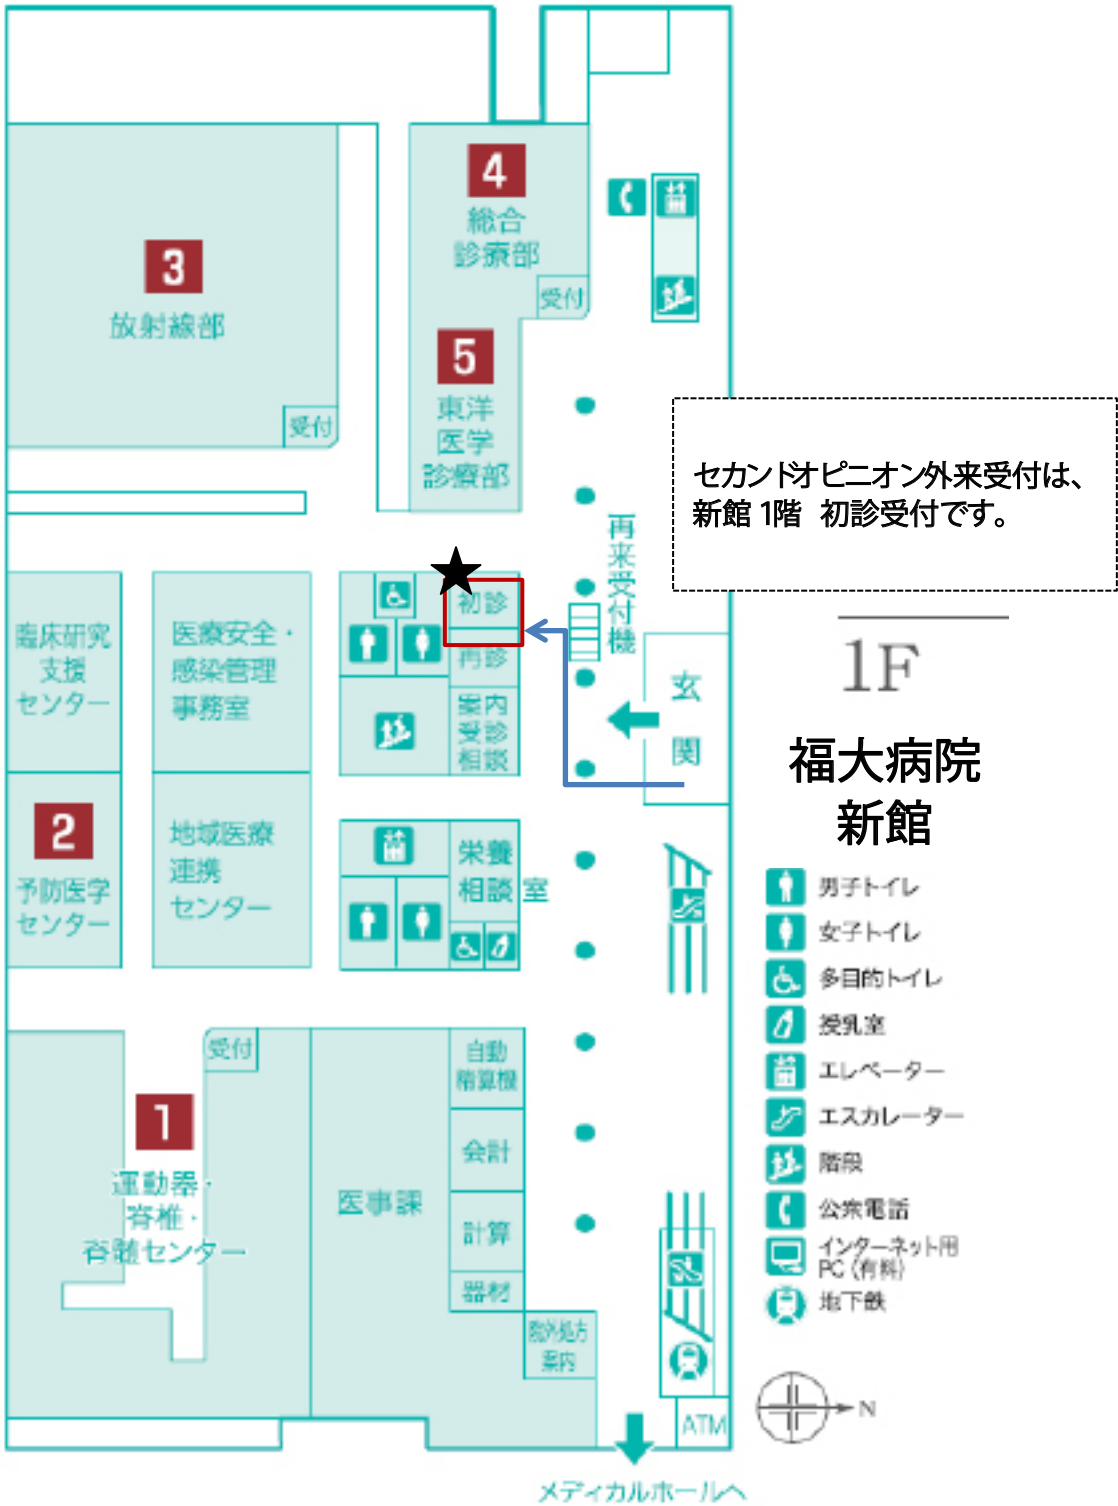 4
総合
診療部
受付
3
放射線部
受付
5
東洋
医学
診療部
セカンドオピニオン外来受付は、
新館 1階 初診受付です。
再来受付機
初診
再診
案内
受診
相談
臨床研究
支援
センター
医療安全・
感染管理
事務室
玄関
1F
福大病院
新館
2
予防医学
センター
地域医療
連携
センター
栄養
相談室
男子トイレ
女子トイレ
多目的トイレ
授乳室
エレベーター
エスカレーター
階段
公衆電話
インターネット用
PC(有料)
地下鉄
受付
1
運動器・
脊椎・
脊髄センター
医事課
自動
精算機
会計
計算
器材
院外処方
案内
N
ATM
メディカルホールへ